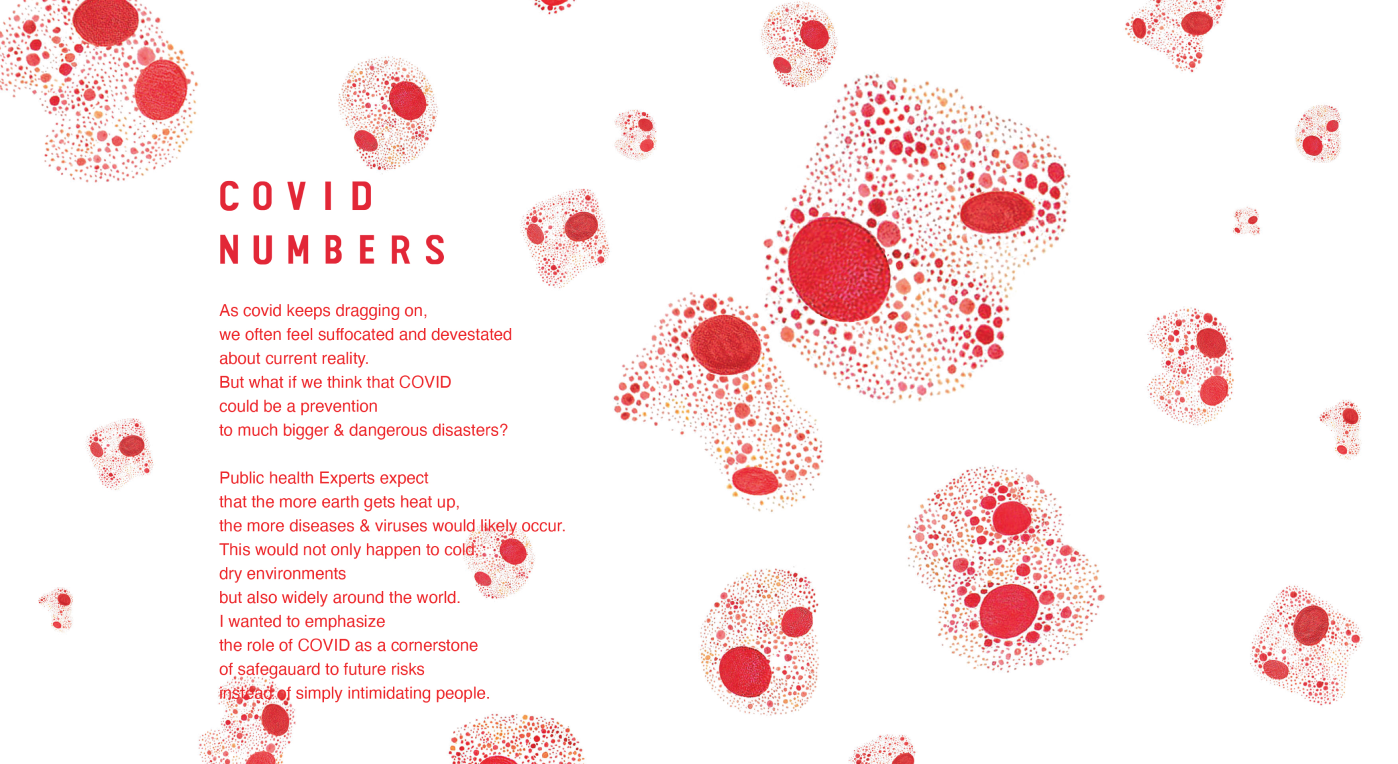 COVID
NUMBERS
As covid keeps dragging on,
we often feel suffocated and devestated
about current reality.
But what if we think that COVID
could be a prevention
to much bigger & dangerous disasters?
Public health Experts expect
that the more earth gets heat up,
the more diseases & viruses would likely occur.
This would not only happen to cold,
dry environments
but also widely around the world.
I wanted to emphasize
the role of COVID as a cornerstone
of safegauard to future risks
instead of simply intimidating people.